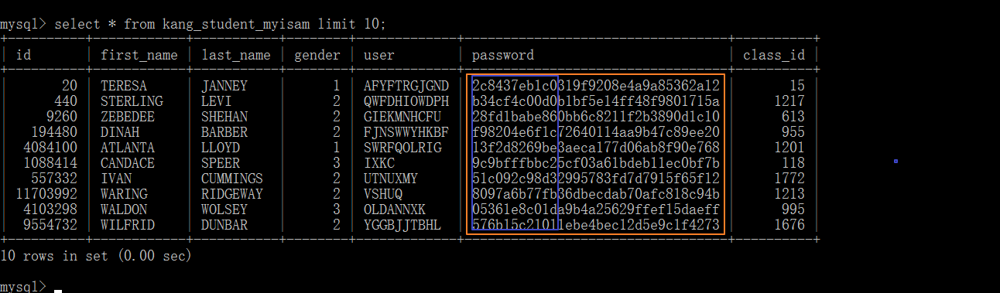 mysql> select * from kang_student_myisam limit 10;
+----------+------------+-----------+--------+-------------+----------------------------------+----------+
| id | first_name | last_name | gender | user | password | class_id |
+----------+------------+-----------+--------+-------------+----------------------------------+----------+
| 20 | TERESA | JANNEY | 1 | AFYFTRGJGND | 2c8437eb1c0319f9208e4a9a85362a12 | 15 |
| 440 | STERLING | LEVI | 2 | QWFDHIOWDPH | b34cf4c00d0b1bf5e14ff48f9801715a | 1217 |
| 9260 | ZEBEDEE | SHEHAN | 2 | GIEKMNHCFU | 28fd1babe860bb6c8211f2b3890d1c10 | 613 |
| 194480 | DINAH | BARBER | 2 | FJNSWWYHKBF | f98204e6f1c72640114aa9b47c89ee20 | 955 |
| 4084100 | ATLANTA | LLOYD | 1 | SWRFQOLRIG | 13f2d8269be3aeca177d06ab8f90e768 | 1201 |
| 1088414 | CANDACE | SPEER | 3 | IXKC | 9c9bfffbbc25cf03a61bdeb11ec0bf7b | 118 |
| 557332 | IVAN | CUMMINGS | 2 | UTNUXMY | 51c092c98d32995783fd7d7915f65f12 | 1772 |
| 11703992 | WARING | RIDGEWAY | 2 | VSHUQ | 8097a6b77fb36dbecdab70afc818c94b | 1213 |
| 4103298 | WALDON | WOLSEY | 3 | OLDANNXK | 05361e8c01da9b4a25629ffef15daeff | 995 |
| 9554732 | WILFRID | DUNBAR | 2 | YGGBJJTBHL | 576b15c21011ebe4bec12d5e9c1f4273 | 1676 |
+----------+------------+-----------+--------+-------------+----------------------------------+----------+
10 rows in set (0.00 sec)
mysql>